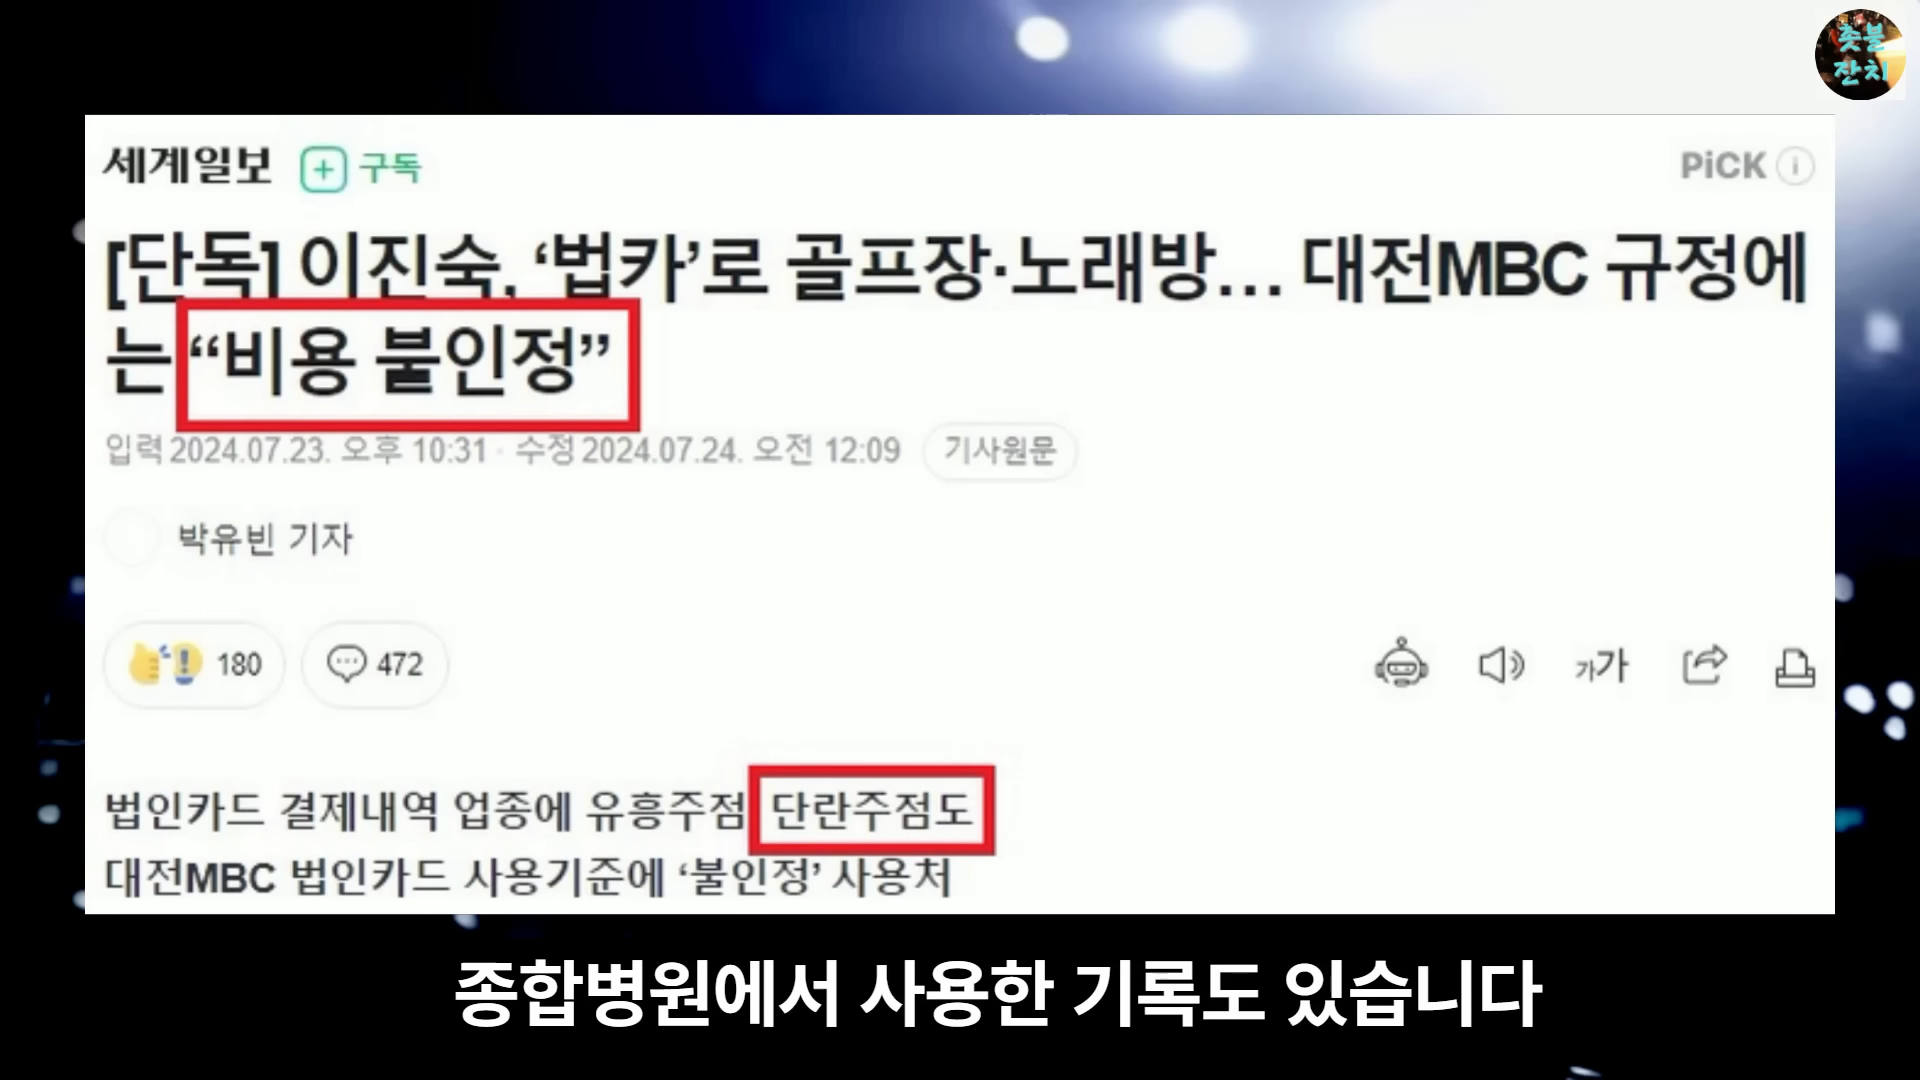 촛불
잔치
세계일보 구독
PiCK
[단독] 이진숙, ‘법카’로 골프장·노래방… 대전MBC 규정에
는 “비용 불인정”
입력 2024.07.23. 오후 10:31 · 수정 2024.07.24. 오전 12:09 기사원문
박유빈 기자
180 472
가가
법인카드 결제내역 업종에 유흥주점 단란주점도
대전MBC 법인카드 사용기준에 ‘불인정’ 사용처
종합병원에서 사용한 기록도 있습니다